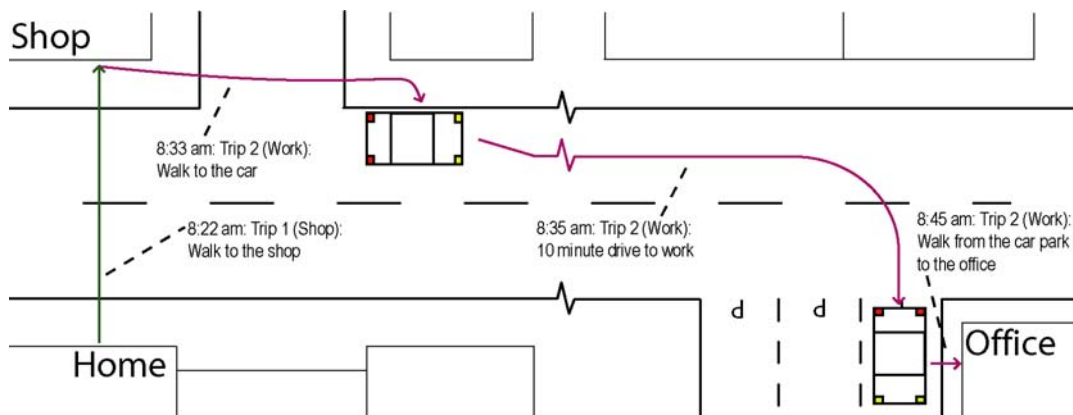 Shop
8:33 am: Trip 2 (Work):
Walk to the car
8:22 am: Trip 1 (Shop):
Walk to the shop
8:35 am: Trip 2 (Work):
10 minute drive to work
8:45 am: Trip 2 (Work):
Walk from the car park
to the office
P
P
Home
Office